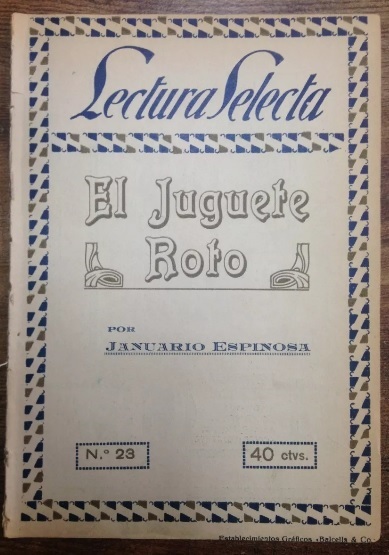 Lectura Selecta
El Juguete
Roto
POR
JANUARIO ESPINOSA
N.° 23
40 ctvs.
Establecimientos Gráficos «Balcells & Co.